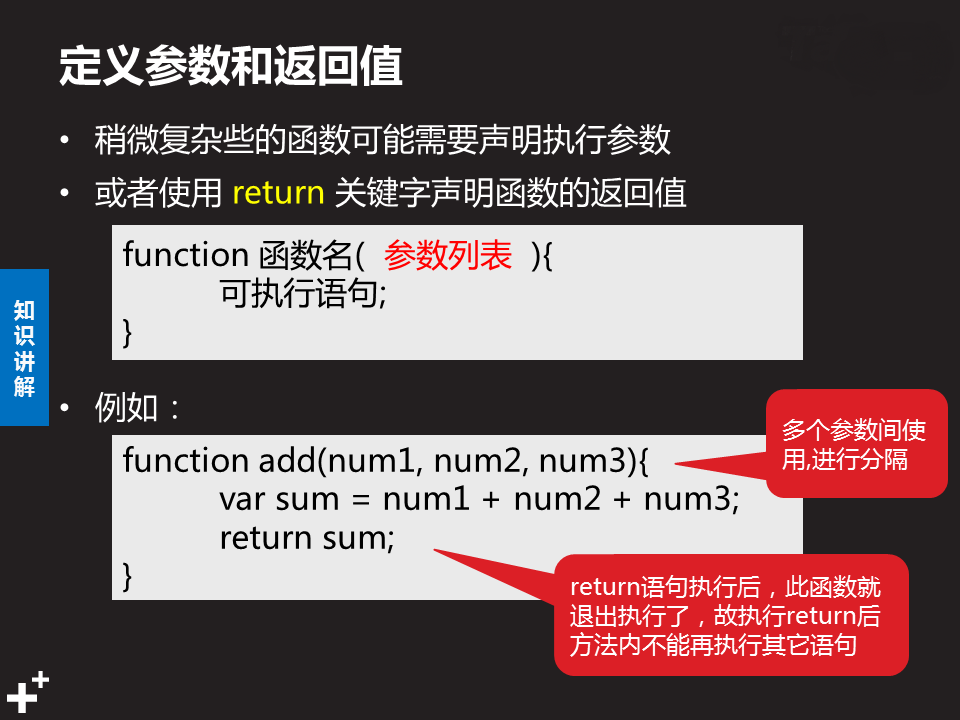 定义参数和返回值
• 稍微复杂些的函数可能需要声明执行参数
• 或者使用 return 关键字声明函数的返回值
function 函数名( 参数列表 ){
可执行语句;
}
知
识
讲
解
• 例如：
function add(num1, num2, num3){
var sum = num1 + num2 + num3;
return sum;
}
多个参数间使
用,进行分隔
return语句执行后，此函数就
退出执行了，故执行return后
方法内不能再执行其它语句